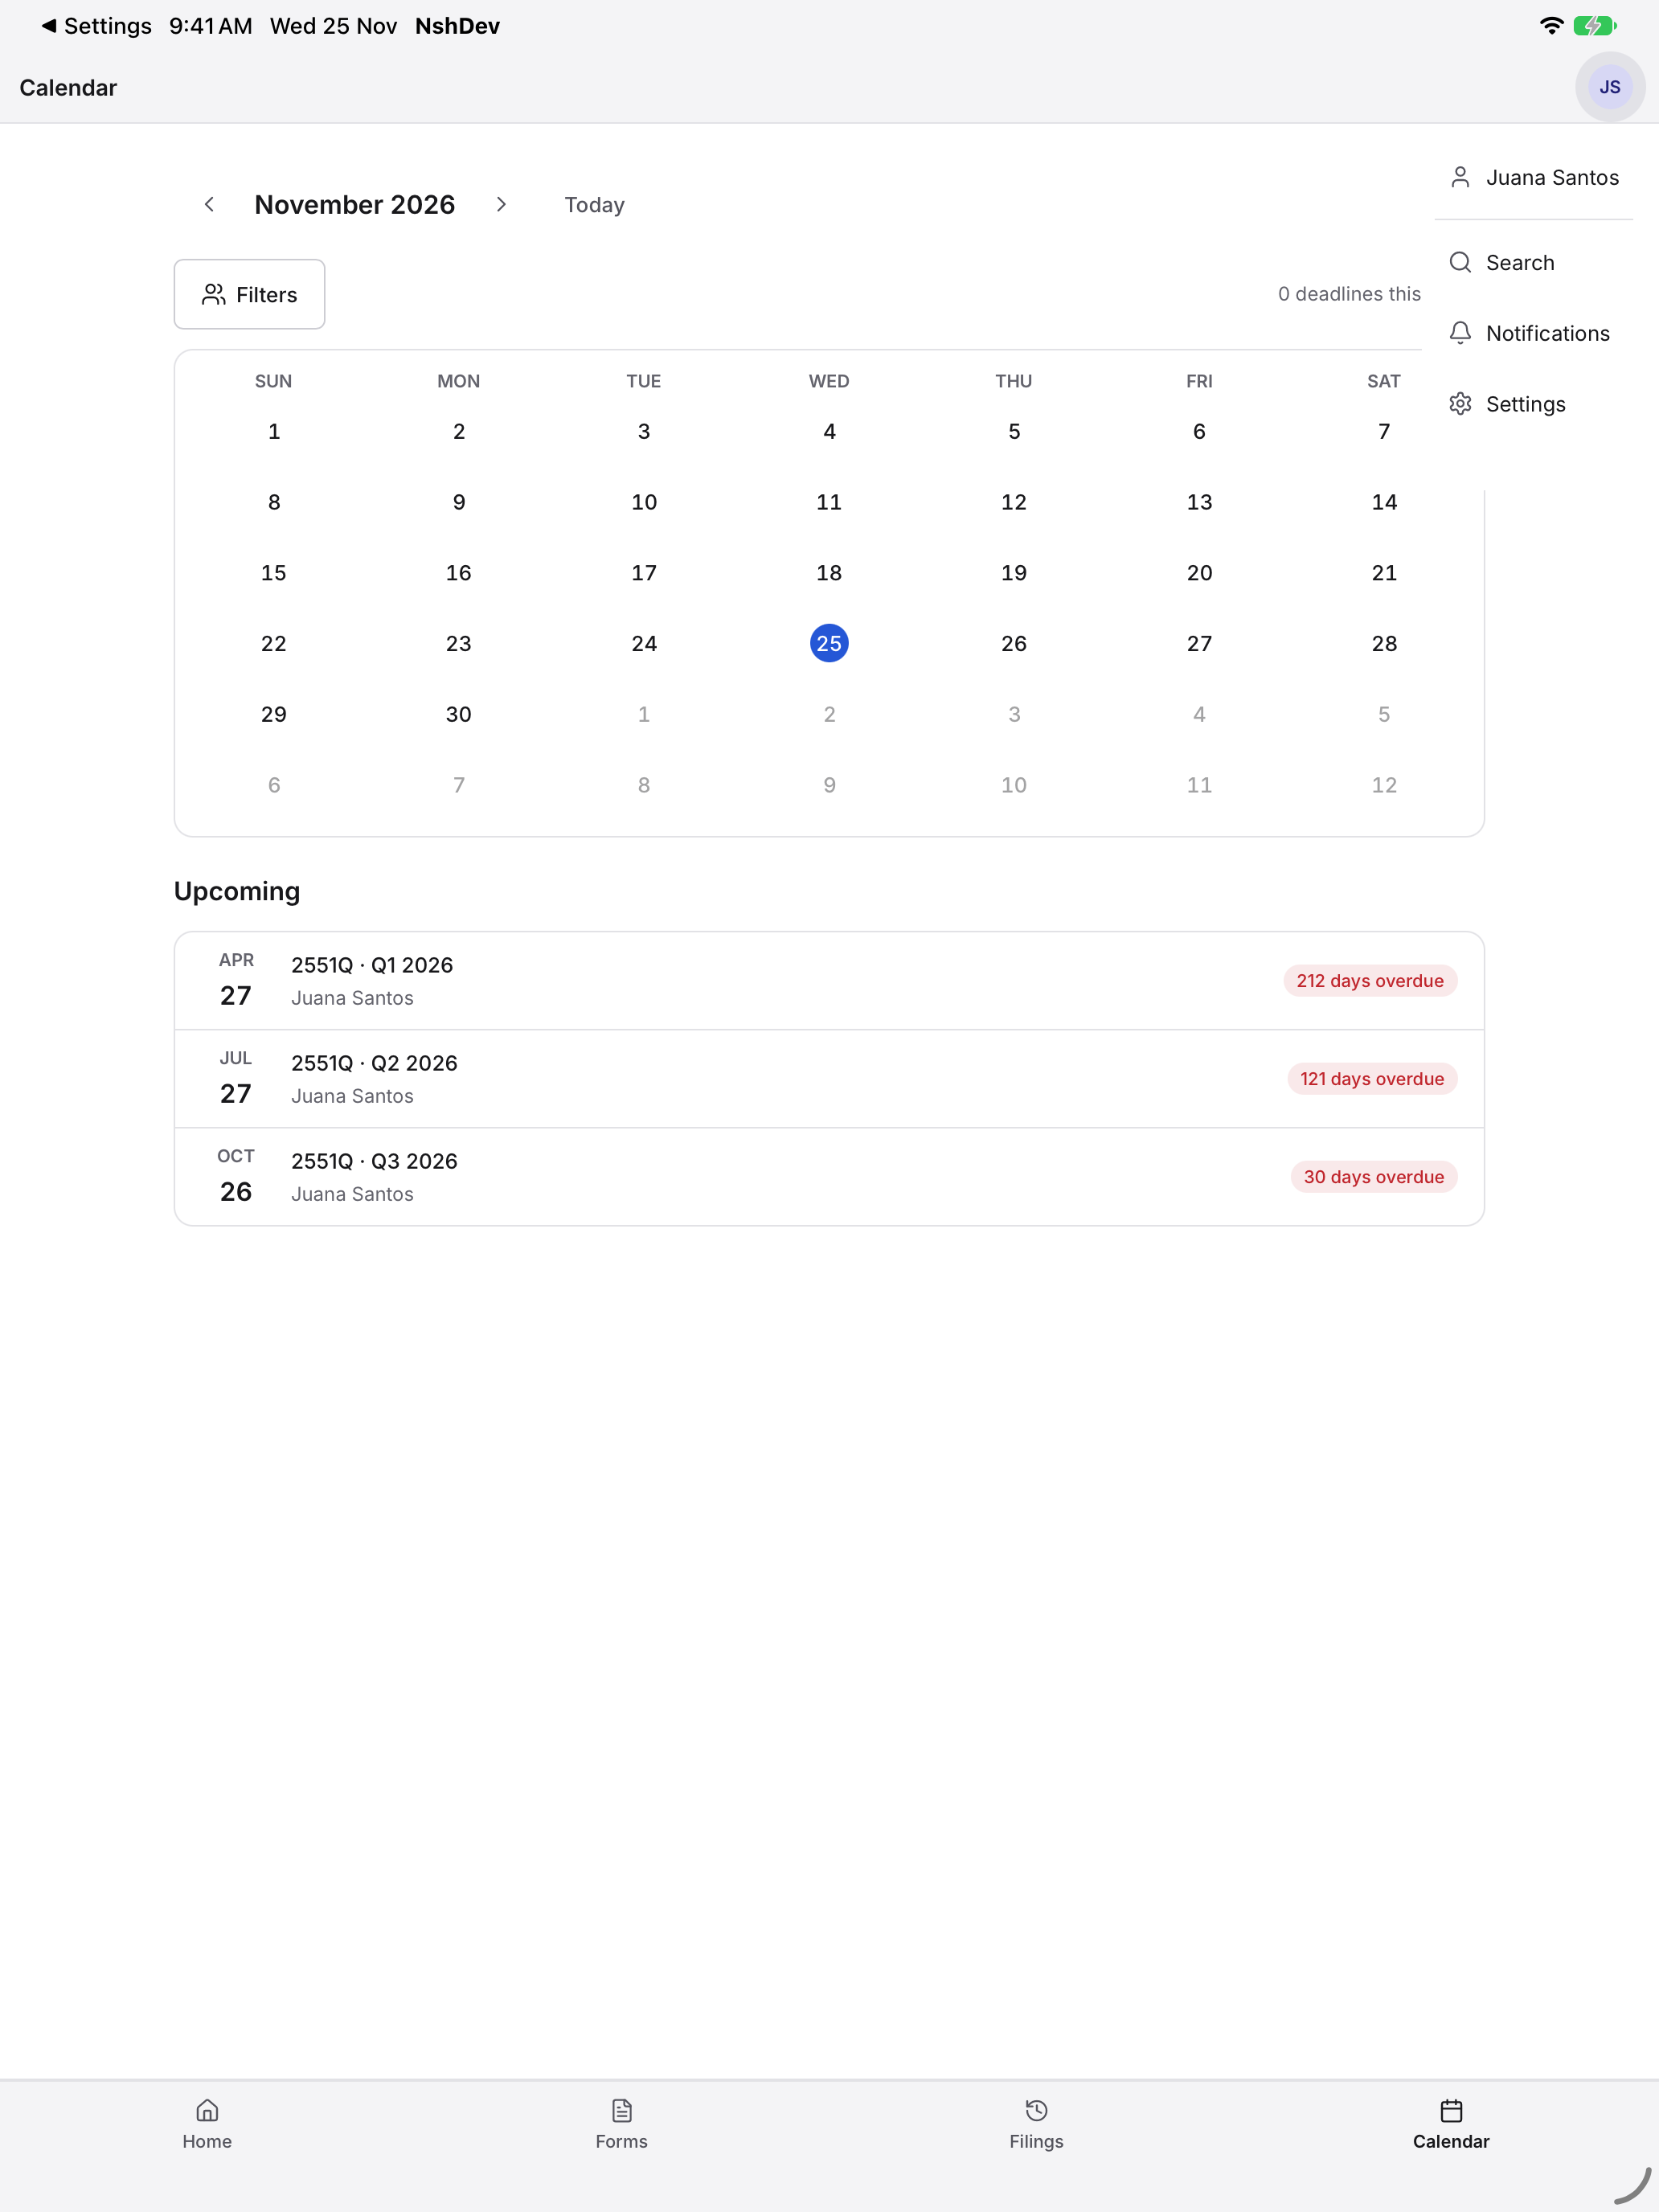 ◀ Settings 9:41 AM Wed 25 Nov NshDev
Calendar
JS
Juana Santos
Search
Notifications
Settings
November 2026
Today
Filters
0 deadlines this
SUN MON TUE WED THU FRI SAT
1 2 3 4 5 6 7
8 9 10 11 12 13 14
15 16 17 18 19 20 21
22 23 24 25 26 27 28
29 30 1 2 3 4 5
6 7 8 9 10 11 12
Upcoming
APR
27
2551Q · Q1 2026
Juana Santos
212 days overdue
JUL
27
2551Q · Q2 2026
Juana Santos
121 days overdue
OCT
26
2551Q · Q3 2026
Juana Santos
30 days overdue
Home
Forms
Filings
Calendar